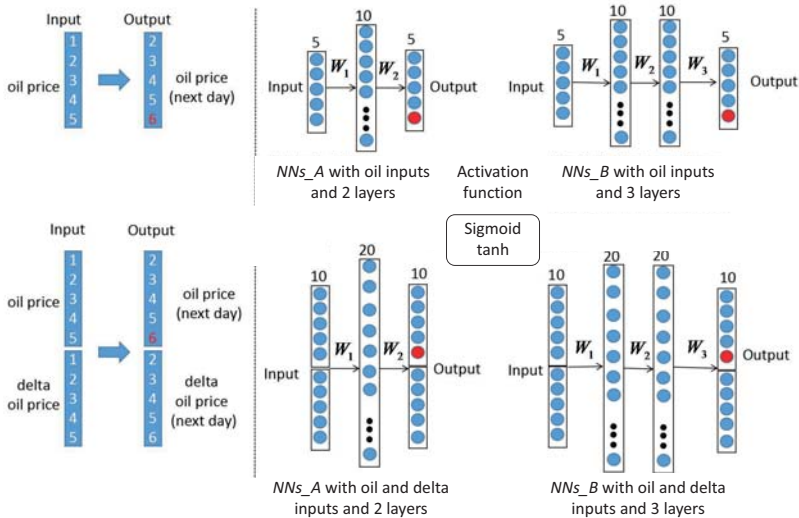 Input
Output
1
2
3
4
5
oil price
2
3
4
5
6
oil price
(next day)
5
10
5
Input
W1
W2
Output
NNs_A with oil inputs
and 2 layers
Activation
function
Sigmoid
tanh
5
10
10
5
Input
W1
W2
W3
Output
NNs_B with oil inputs
and 3 layers
Input
Output
oil price
1
2
3
4
5
2
3
4
5
6
oil price
(next day)
delta
oil price
1
2
3
4
5
2
3
4
5
6
delta
oil price
(next day)
10
20
10
Input
W1
W2
Output
NNs_A with oil and delta
inputs and 2 layers
10
20
20
10
Input
W1
W2
W3
Output
NNs_B with oil and delta
inputs and 3 layers